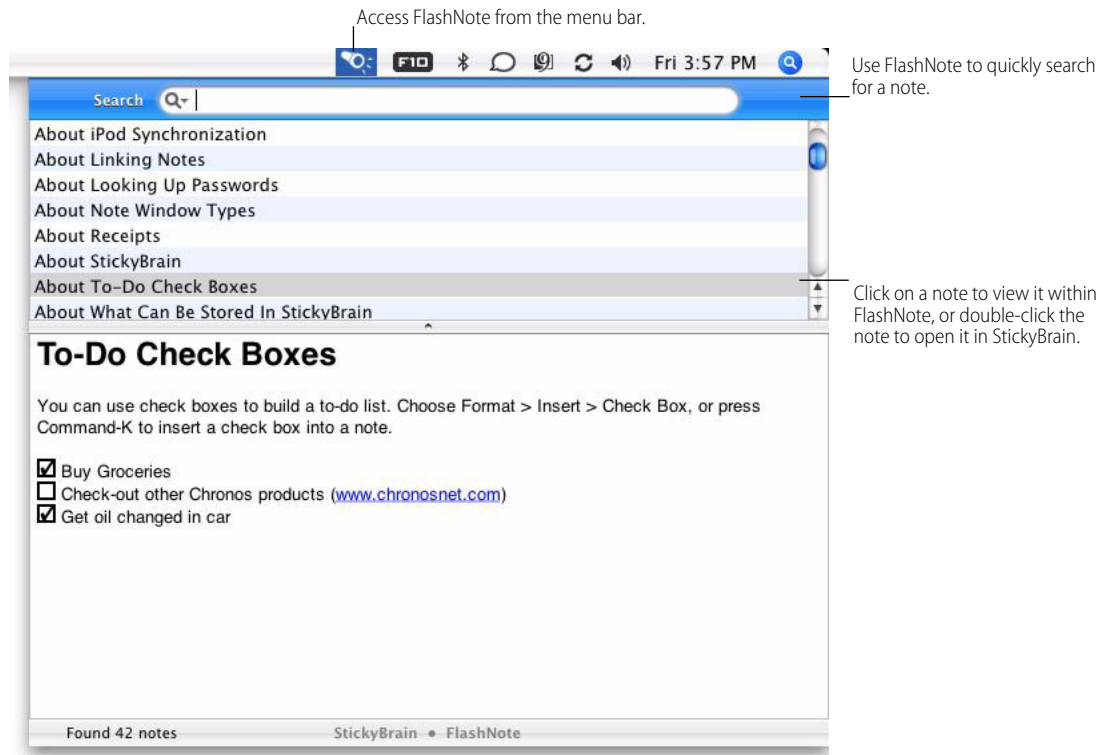 Access FlashNote from the menu bar.
F10
9
Fri 3:57 PM
Use FlashNote to quickly search
for a note.
Search
About iPod Synchronization
About Linking Notes
About Looking Up Passwords
About Note Window Types
About Receipts
About StickyBrain
About To-Do Check Boxes
About What Can Be Stored In StickyBrain
Click on a note to view it within
FlashNote, or double-click the
note to open it in StickyBrain.
To-Do Check Boxes
You can use check boxes to build a to-do list. Choose Format > Insert > Check Box, or press
Command-K to insert a check box into a note.
Buy Groceries
Check-out other Chronos products (www.chronosnet.com)
Get oil changed in car
Found 42 notes
StickyBrain • FlashNote